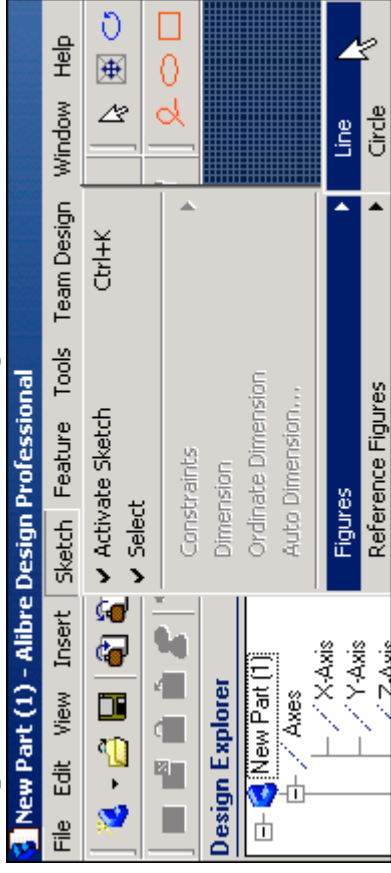 New Part (1) - Alibre Design Professional
File Edit View Insert Sketch Feature Tools Team Design Window Help
Activate Sketch Ctrl+K
Select
Constraints
Dimension
Ordinate Dimension
Auto Dimension...
Figures
Reference Figures
Line
Circle
Design Explorer
New Part (1)
Axes
X-Axis
Y-Axis
Z-Axis